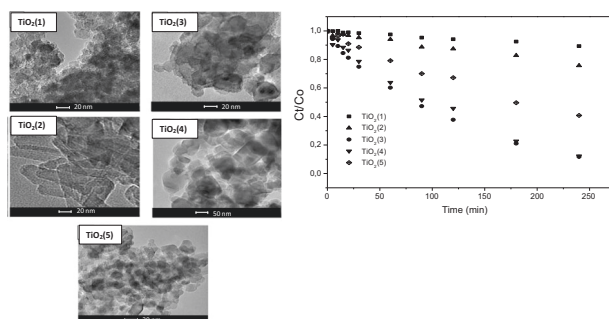 TiO₂(1)
20 nm
TiO₂(3)
20 nm
TiO₂(2)
20 nm
TiO₂(4)
50 nm
TiO₂(5)
20 nm
1,0
0,8
0,6
0,4
0,2
0,0
Ct/Co
TiO₂(1)
TiO₂(2)
TiO₂(3)
TiO₂(4)
TiO₂(5)
0 50 100 150 200 250
Time (min)